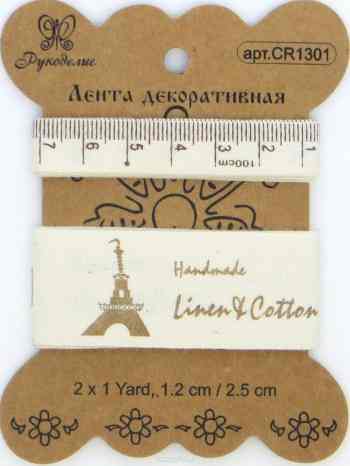 Рукоделие
арт.CR1301
Лента декоративная
7 6 5 4 3 2 1
100cm
Handmade
Linen & Cotton
2 x 1 Yard,, 1.2 cm / 2.5 cm